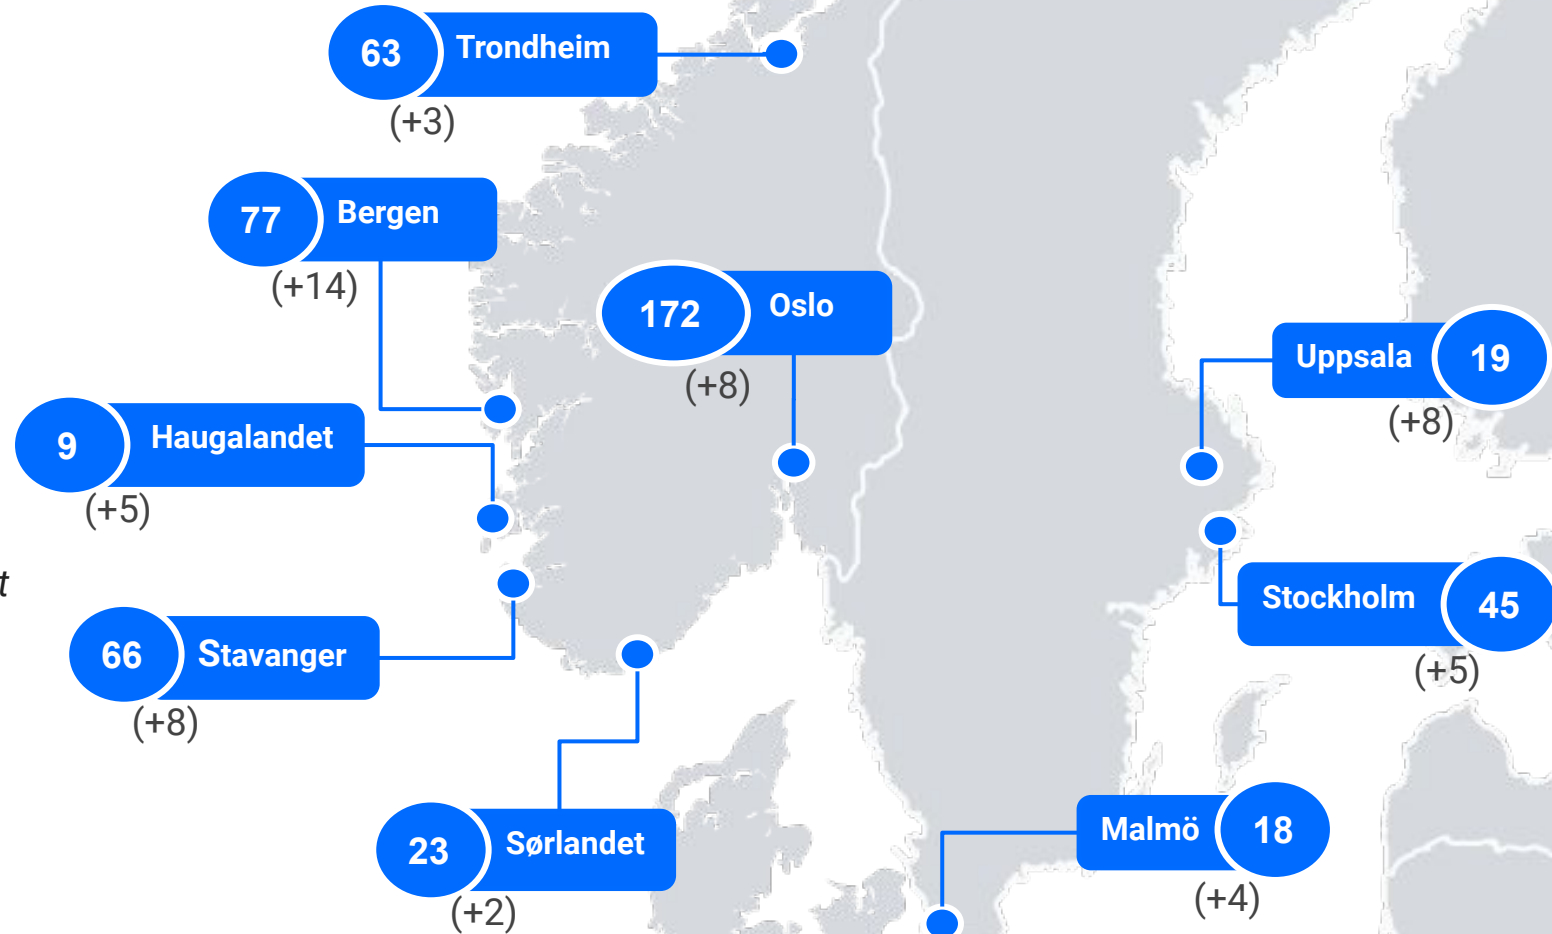 63 Trondheim
(+3)
77 Bergen
(+14)
172 Oslo
(+8)
Uppsala 19
(+8)
9 Haugalandet
(+5)
t
Stockholm 45
(+5)
66 Stavanger
(+8)
23 Sørlandet
(+2)
Malmö 18
(+4)